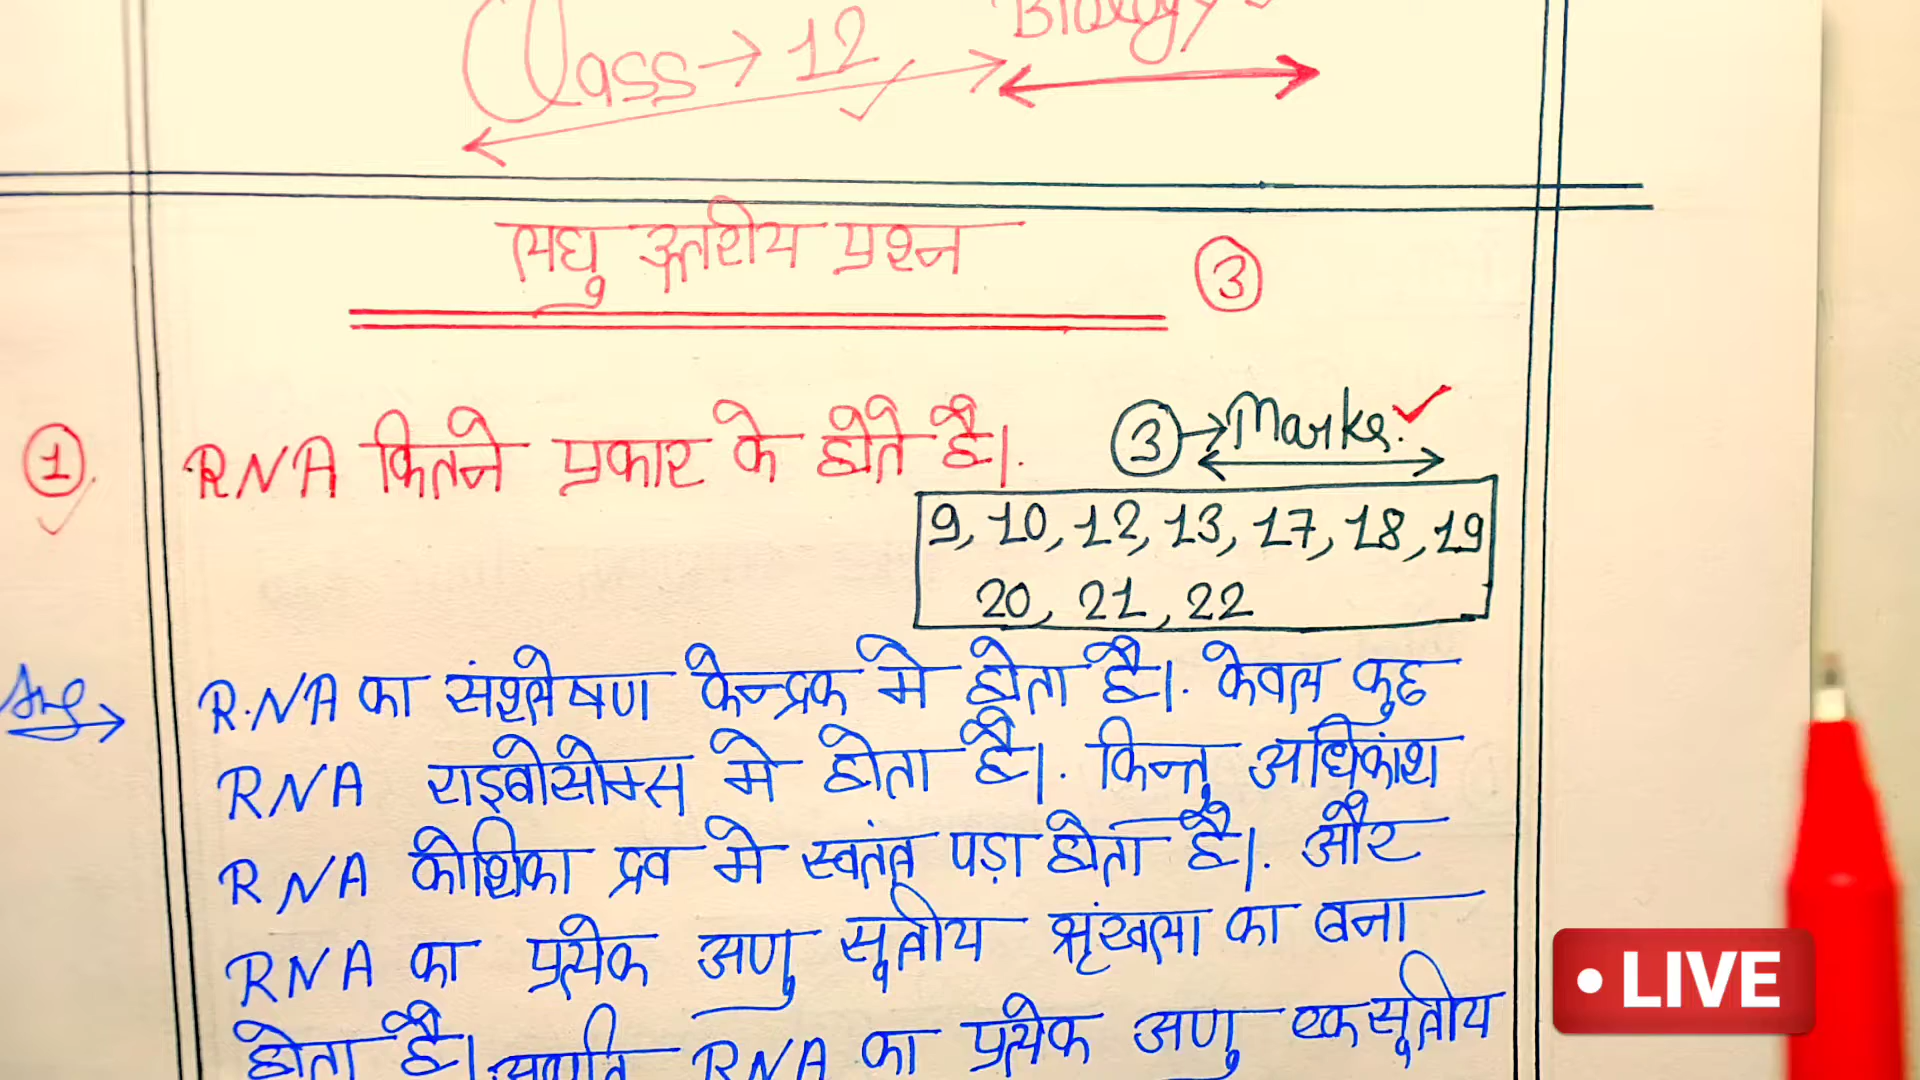 Class → 12 Biology
लघु उत्तरीय प्रश्न ③
① RNA कितने प्रकार के होते है।. ③ → Marks.
9, 10, 12, 13, 17, 18, 19
20, 21, 22
Ans RNA का संश्लेषण केन्द्रक मे होता है।. केवल कुछ
RNA राइबोसोम्स मे होता है।. किन्तु अधिकांश
RNA कोशिका द्रव मे स्वतंत्र पड़ा होता है।. और
RNA का प्रत्येक अणु सूत्रीय श्रृंखला का बना
होता है। अर्थात RNA का प्रत्येक अणु एकसूत्रीय
• LIVE